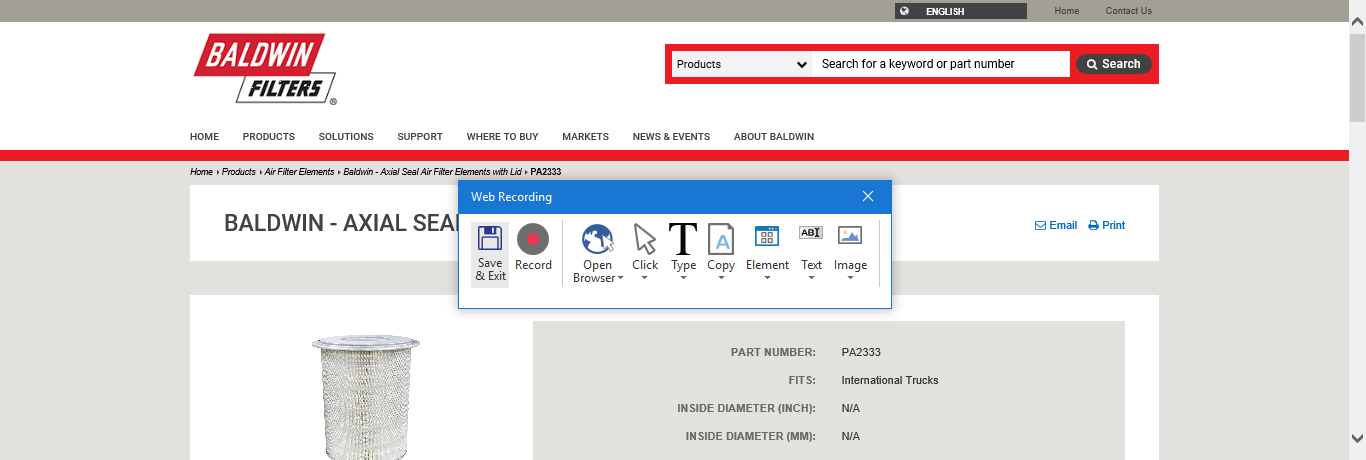 ENGLISH Home Contact Us
BALDWIN
FILTERS ®
Products Search for a keyword or part number Search
HOME PRODUCTS SOLUTIONS SUPPORT WHERE TO BUY MARKETS NEWS & EVENTS ABOUT BALDWIN
Home Products Air Filter Elements Baldwin - Axial Seal Air Filter Elements with Lid PA2333
Web Recording
BALDWIN - AXIAL SEA
Email Print
Save
& Exit
Record
Open
Browser
Click
Type
A
Copy
Element
AB
Text
Image
PART NUMBER: PA2333
FITS: International Trucks
INSIDE DIAMETER (INCH): N/A
INSIDE DIAMETER (MM): N/A